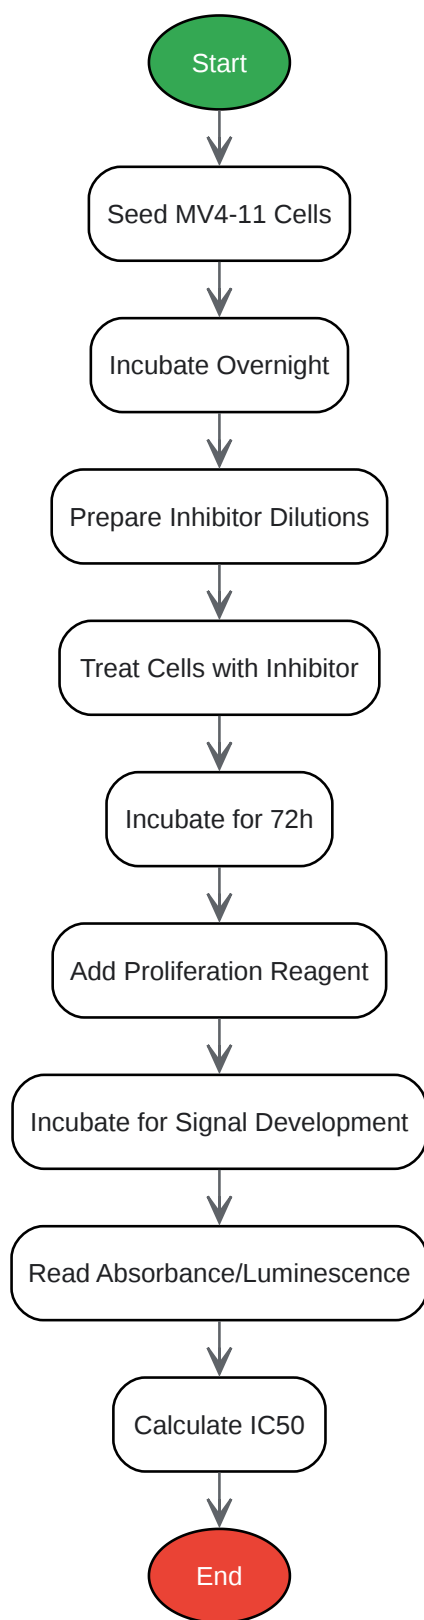 Start
Seed MV4-11 Cells
Incubate Overnight
Prepare Inhibitor Dilutions
Treat Cells with Inhibitor
Incubate for 72h
Add Proliferation Reagent
Incubate for Signal Development
Read Absorbance/Luminescence
Calculate IC50
End